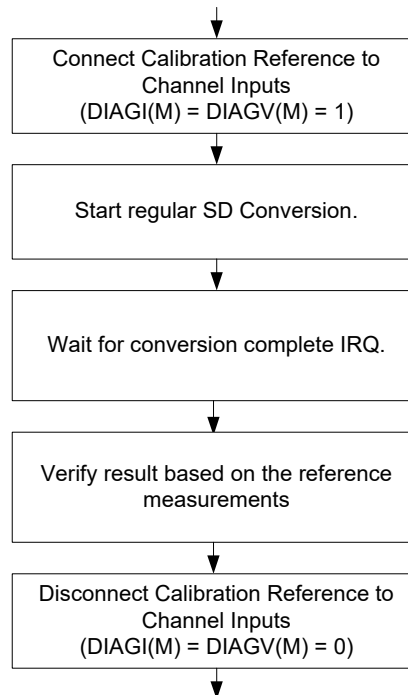 Connect Calibration Reference to
Channel Inputs
(DIAGI(M) = DIAGV(M) = 1)
Start regular SD Conversion.
Wait for conversion complete IRQ.
Verify result based on the reference
measurements
Disconnect Calibration Reference to
Channel Inputs
(DIAGI(M) = DIAGV(M) = 0)